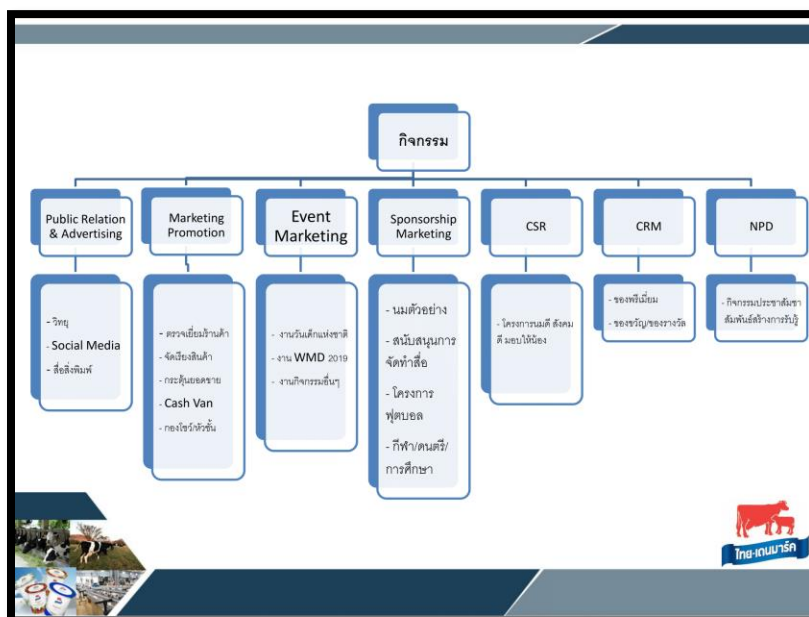 กิจกรรม
Public Relation
& Advertising
Marketing
Promotion
Event
Marketing
Sponsorship
Marketing
CSR
CRM
NPD
- วิทยุ
- Social Media
- สื่อสิ่งพิมพ์
- ตรวจเยี่ยมร้านค้า
- จัดเรียงสินค้า
- กระตุ้นยอดขาย
- Cash Van
- กองโชว์/หัวชั้น
- งานวันเด็กแห่งชาติ
- งาน WMD 2019
- งานกิจกรรมอื่นๆ
- นมตัวอย่าง
- สนับสนุนการ
จัดทำสื่อ
- โครงการ
ฟุตบอล
- กีฬา/ดนตรี/
การศึกษา
- โครงการนมดี สังคม
ดี มอบให้น้อง
- ของพรีเมี่ยม
- ของขวัญ/ของรางวัล
- กิจกรรมประชาสัมชา
สัมพันธ์สร้างการรับรู้
ไทย-เดนมาร์ค